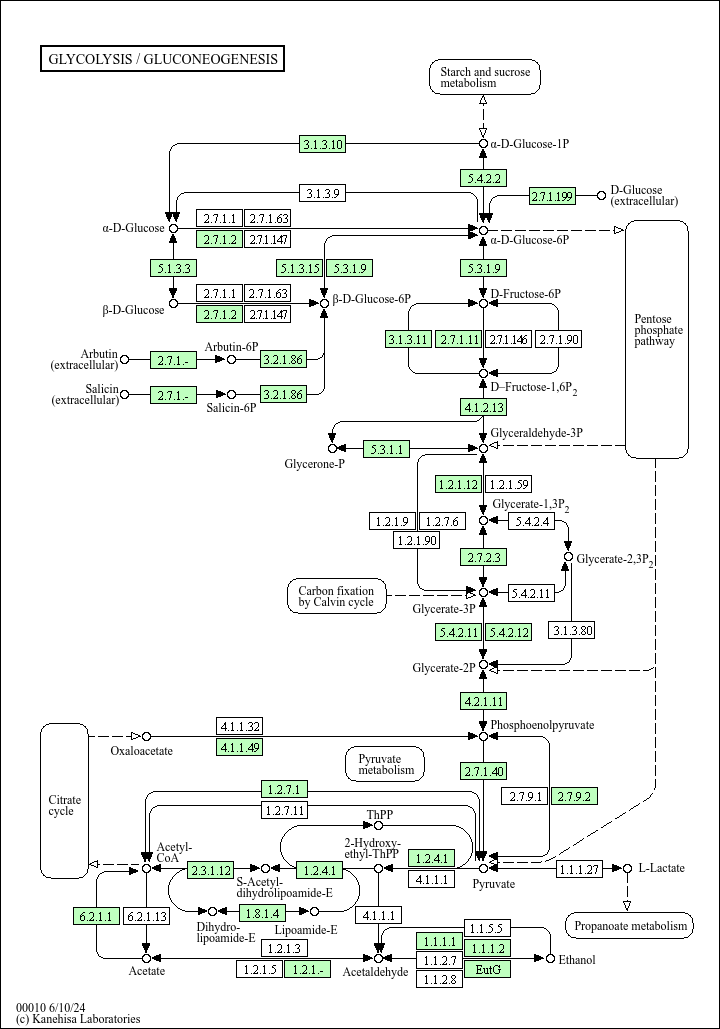 GLYCOLYSIS / GLUCONEOGENESIS
Starch and sucrose
metabolism
3.1.3.10
α-D-Glucose-1P
5.4.2.2
3.1.3.9
2.7.1.199
D-Glucose
(extracellular)
2.7.1.1
2.7.1.63
α-D-Glucose
2.7.1.2
2.7.1.147
α-D-Glucose-6P
5.1.3.3
5.1.3.15
5.3.1.9
5.3.1.9
2.7.1.1
2.7.1.63
β-D-Glucose
2.7.1.2
2.7.1.147
β-D-Glucose-6P
D-Fructose-6P
Pentose
phosphate
pathway
3.1.3.11
2.7.1.11
2.7.1.146
2.7.1.90
Arbutin
(extracellular)
2.7.1.-
Arbutin-6P
3.2.1.86
D-Fructose-1,6P2
Salicin
(extracellular)
2.7.1.-
Salicin-6P
3.2.1.86
4.1.2.13
Glyceraldehyde-3P
Glycerone-P
5.3.1.1
1.2.1.12
1.2.1.59
Glycerate-1,3P2
1.2.1.9
1.2.7.6
1.2.1.90
5.4.2.4
2.7.2.3
Glycerate-2,3P2
Carbon fixation
by Calvin cycle
5.4.2.11
Glycerate-3P
5.4.2.11
5.4.2.12
3.1.3.80
Glycerate-2P
4.2.1.11
4.1.1.32
Oxaloacetate
4.1.1.49
Phosphoenolpyruvate
Pyruvate
metabolism
2.7.1.40
Citrate
cycle
1.2.7.1
1.2.7.11
2.7.9.1
2.7.9.2
ThPP
Acetyl-
CoA
2-Hydroxy-
ethyl-ThPP
2.3.1.12
1.2.4.1
1.2.4.1
4.1.1.1
1.1.1.27
L-Lactate
S-Acetyl-
dihydrolipoamide-E
Pyruvate
6.2.1.1
6.2.1.13
1.8.1.4
4.1.1.1
Dihydro-
lipoamide-E
Lipoamide-E
Propanoate metabolism
1.1.5.5
1.2.1.3
1.1.1.1
1.1.1.2
Acetate
1.2.1.5
1.2.1.-
Acetaldehyde
1.1.2.7
EutG
1.1.2.8
Ethanol
00010 6/10/24
(c) Kanehisa Laboratories